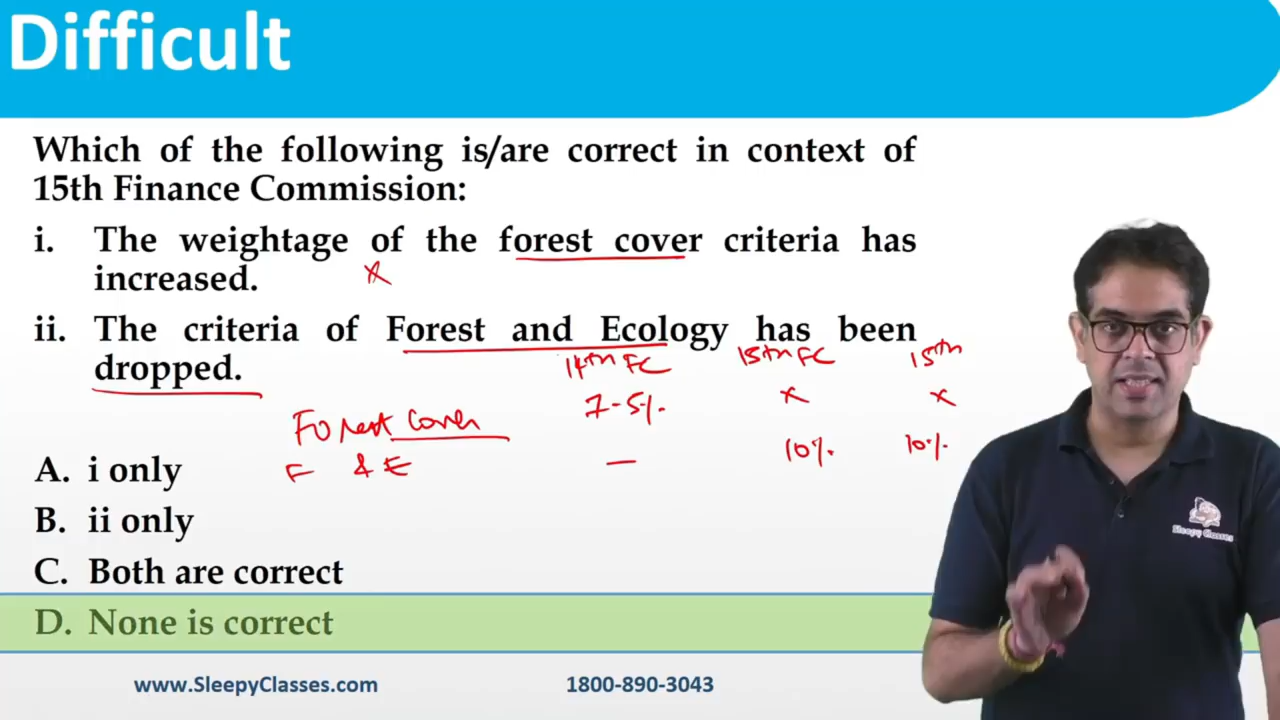 Difficult
Which of the following is/are correct in context of
15th Finance Commission:
i. The weightage of the forest cover criteria has
increased.
ii. The criteria of Forest and Ecology has been
dropped.
14th FC 15th FC 15th
7.5%. x x
Forest cover
F & E — 10%. 10%.
A. i only
B. ii only
C. Both are correct
D. None is correct
Sleepy Classes
www.SleepyClasses.com 1800-890-3043